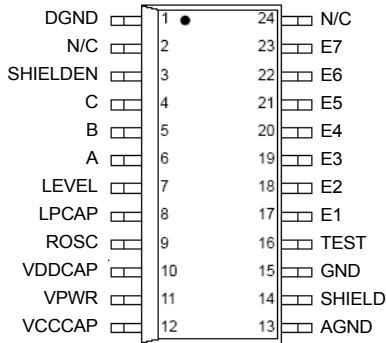 DGND 1 24 N/C
N/C 2 23 E7
SHIELDEN 3 22 E6
C 4 21 E5
B 5 20 E4
A 6 19 E3
LEVEL 7 18 E2
LPCAP 8 17 E1
ROSC 9 16 TEST
VDDCAP 10 15 GND
VPWR 11 14 SHIELD
VCCCAP 12 13 AGND